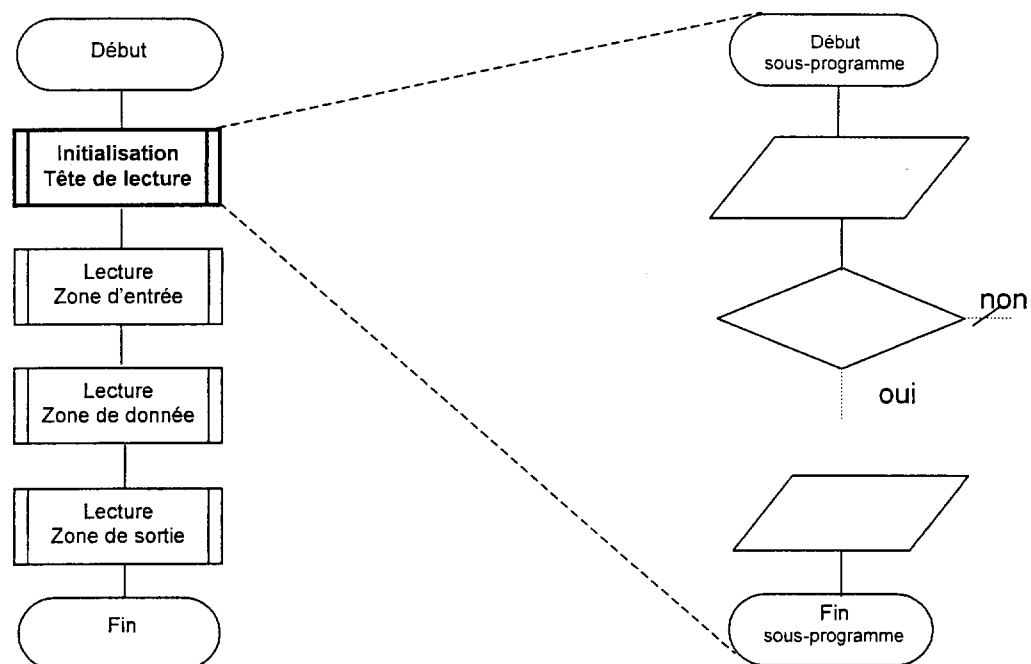 Début
Initialisation
Tête de lecture
Lecture
Zone d'entrée
Lecture
Zone de donnée
Lecture
Zone de sortie
Fin
Début
sous-programme
non
oui
Fin
sous-programme